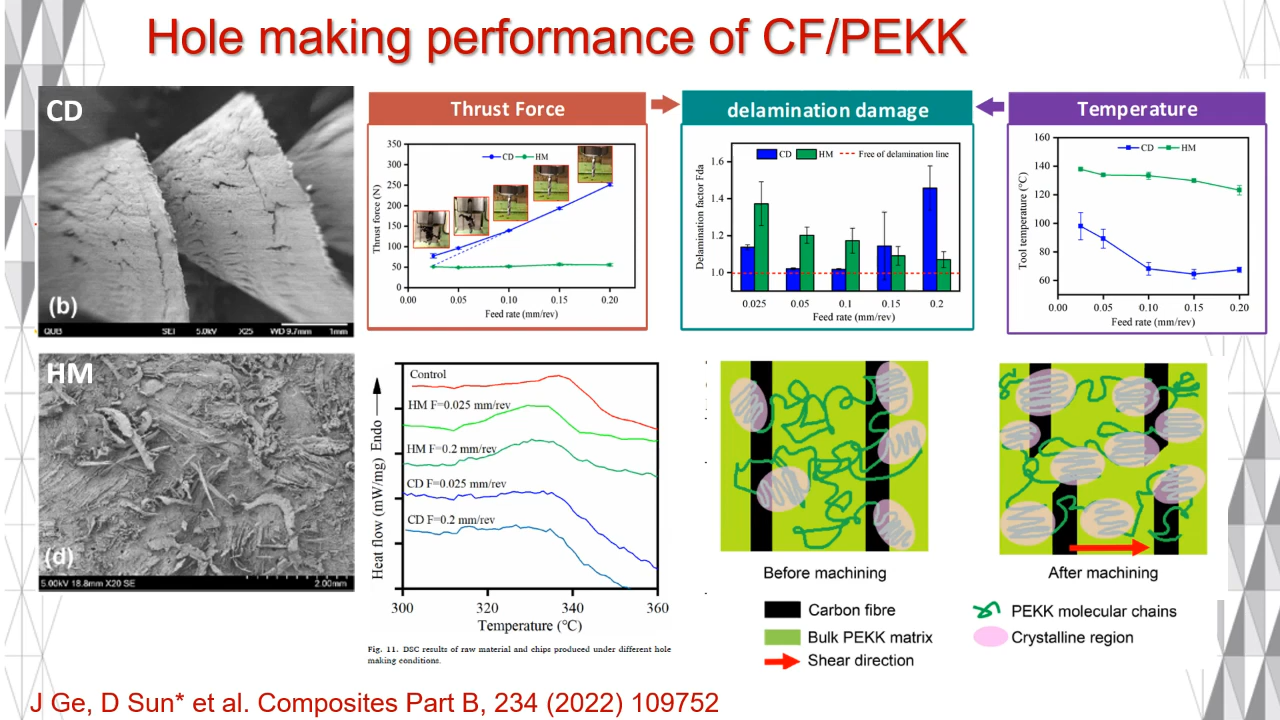 Hole making performance of CF/PEKK
CD
(b)
QUB SEI 5.0kV X25 WD 9.7mm 1mm
Thrust Force
350
300
250
200
150
100
50
0
Thrust force (N)
CD HM
0.00 0.05 0.10 0.15 0.20
Feed rate (mm/rev)
delamination damage
1.6
1.4
1.2
1.0
Delamination factor Fda
CD HM Free of delamination line
0.025 0.05 0.1 0.15 0.2
Feed rate (mm/rev)
Temperature
160
140
120
100
80
60
Tool temperature (°C)
CD HM
0.00 0.05 0.10 0.15 0.20
Feed rate (mm/rev)
HM
(d)
5.00kV 18.8mm X20 SE 2.00mm
Heat flow (mW/mg) Endo
Control
HM F=0.025 mm/rev
HM F=0.2 mm/rev
CD F=0.025 mm/rev
CD F=0.2 mm/rev
300 320 340 360
Temperature (°C)
Fig. 11. DSC results of raw material and chips produced under different hole
making conditions.
Before machining
After machining
Carbon fibre
Bulk PEKK matrix
Shear direction
PEKK molecular chains
Crystalline region
J Ge, D Sun* et al. Composites Part B, 234 (2022) 109752